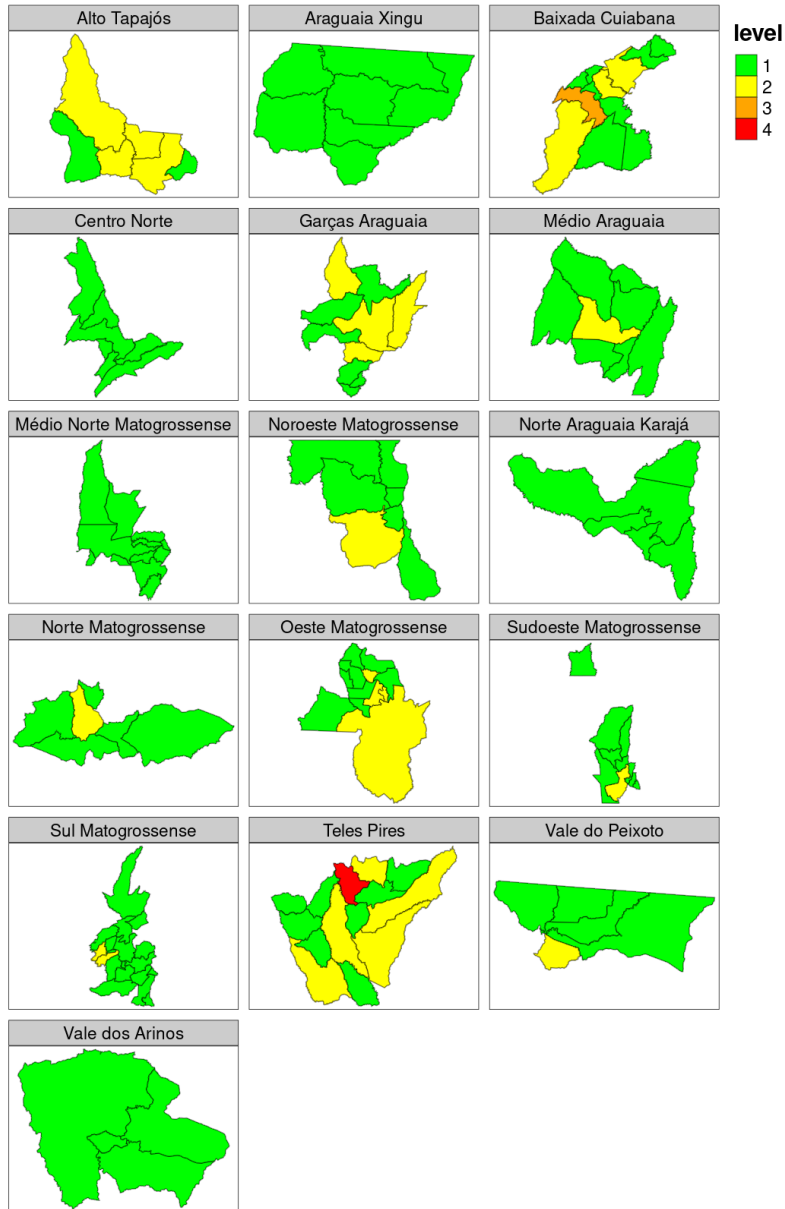 Alto Tapajós
Araguaia Xingu
Baixada Cuiabana
level
1
2
3
4
Centro Norte
Garças Araguaia
Médio Araguaia
Médio Norte Matogrossense
Noroeste Matogrossense
Norte Araguaia Karajá
Norte Matogrossense
Oeste Matogrossense
Sudoeste Matogrossense
Sul Matogrossense
Teles Pires
Vale do Peixoto
Vale dos Arinos